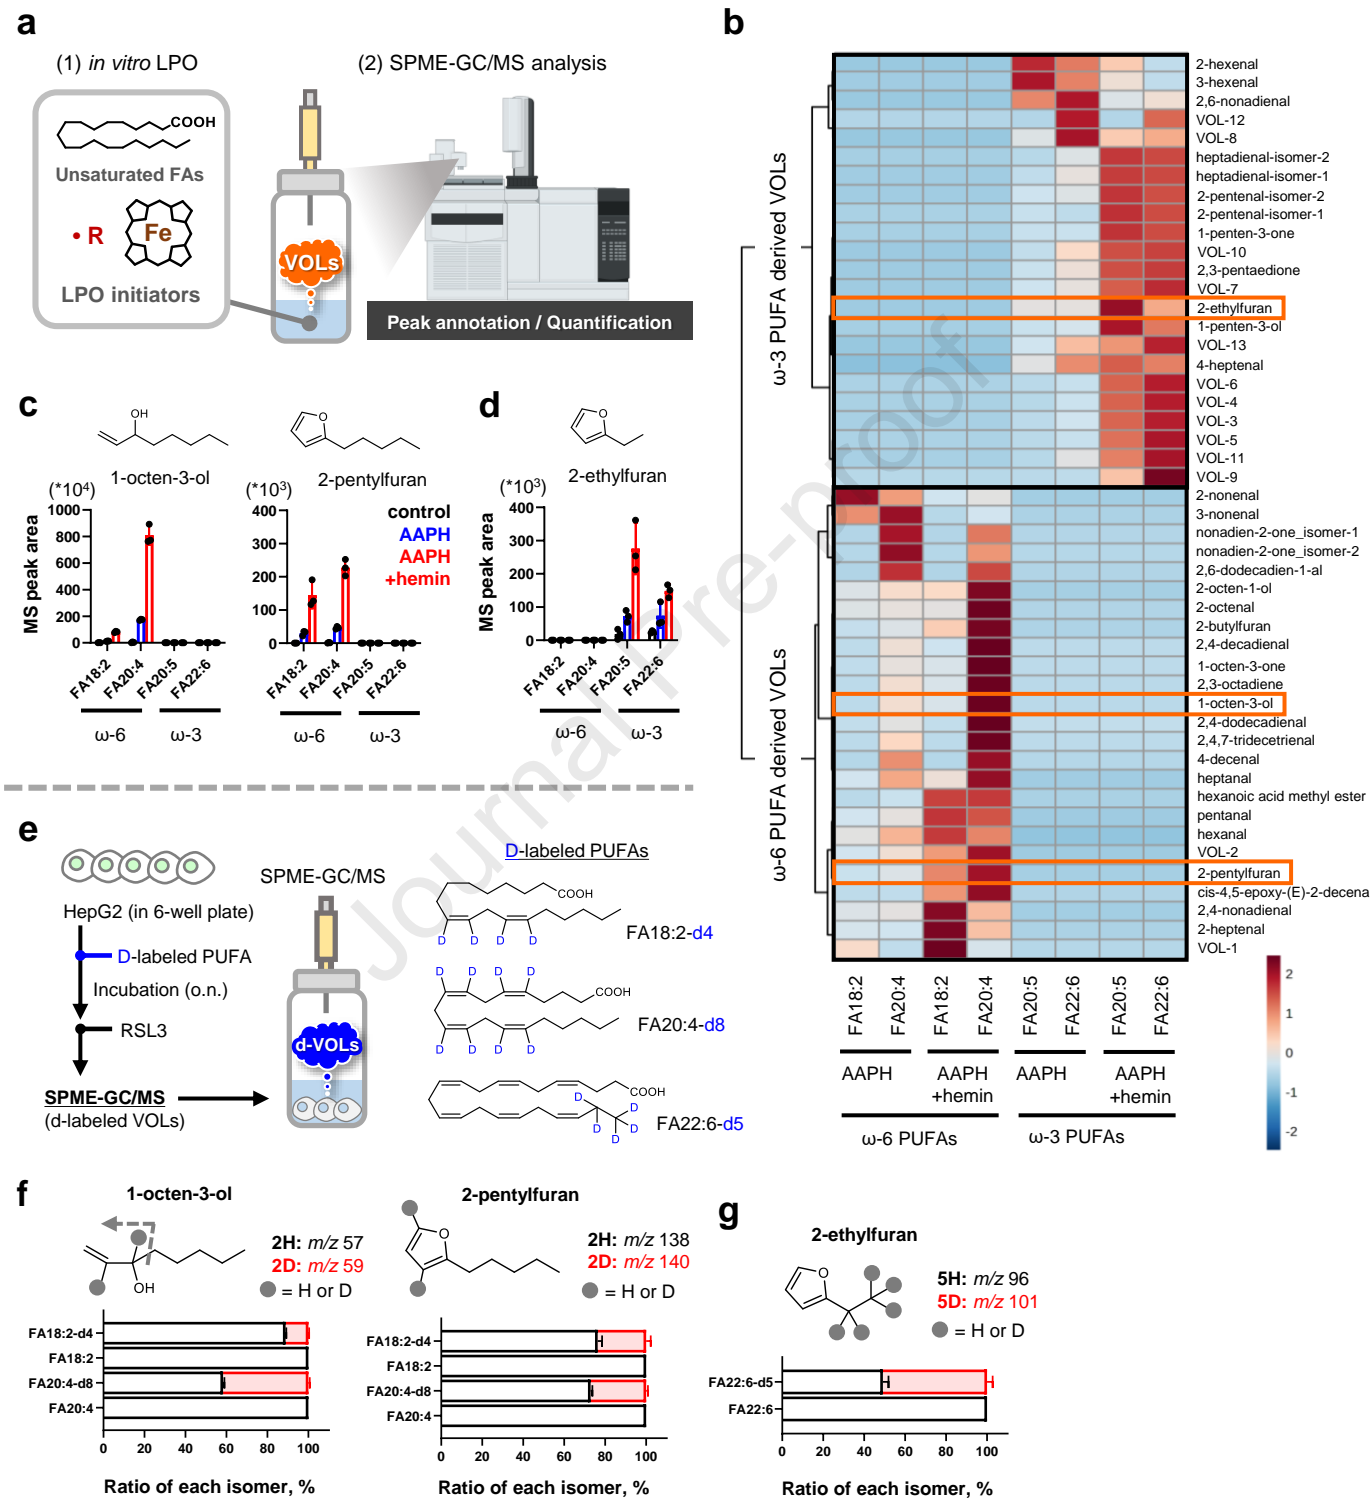 a
(1) in vitro LPO
(2) SPME-GC/MS analysis
COOH
Unsaturated FAs
• R
Fe
LPO initiators
VOLs
Peak annotation / Quantification
b
ω-3 PUFA derived VOLs
ω-6 PUFA derived VOLs
2-hexenal
3-hexenal
2,6-nonadienal
VOL-12
VOL-8
heptadienal-isomer-2
heptadienal-isomer-1
2-pentenal-isomer-2
2-pentenal-isomer-1
1-penten-3-one
VOL-10
2,3-pentaedione
VOL-7
2-ethylfuran
1-penten-3-ol
VOL-13
4-heptenal
VOL-6
VOL-4
VOL-3
VOL-5
VOL-11
VOL-9
2-nonenal
3-nonenal
nonadien-2-one_isomer-1
nonadien-2-one_isomer-2
2,6-dodecadien-1-al
2-octen-1-ol
2-octenal
2-butylfuran
2,4-decadienal
1-octen-3-one
2,3-octadiene
1-octen-3-ol
2,4-dodecadienal
2,4,7-tridecetrienal
4-decenal
heptanal
hexanoic acid methyl ester
pentanal
hexanal
VOL-2
2-pentylfuran
cis-4,5-epoxy-(E)-2-decena
2,4-nonadienal
2-heptenal
VOL-1
FA18:2
FA20:4
FA18:2
FA20:4
FA20:5
FA22:6
FA20:5
FA22:6
AAPH
AAPH
+hemin
AAPH
AAPH
+hemin
ω-6 PUFAs
ω-3 PUFAs
2
1
0
-1
-2
c
OH
1-octen-3-ol
(*10⁴)
MS peak area
1000
800
600
400
200
0
FA18:2
FA20:4
FA20:5
FA22:6
ω-6
ω-3
O
2-pentylfuran
(*10³)
400
300
200
100
0
control
AAPH
AAPH
+hemin
FA18:2
FA20:4
FA20:5
FA22:6
ω-6
ω-3
d
O
2-ethylfuran
(*10³)
MS peak area
400
300
200
100
0
FA18:2
FA20:4
FA20:5
FA22:6
ω-6
ω-3
Journal Pre-proof
e
HepG2 (in 6-well plate)
D-labeled PUFA
Incubation (o.n.)
RSL3
SPME-GC/MS
(d-labeled VOLs)
SPME-GC/MS
d-VOLs
D-labeled PUFAs
COOH
D D D D
FA18:2-d4
D D D D
COOH
D D D D
FA20:4-d8
COOH
D
D
D
D
D
FA22:6-d5
f
1-octen-3-ol
OH
2H: m/z 57
2D: m/z 59
= H or D
FA18:2-d4
FA18:2
FA20:4-d8
FA20:4
0 20 40 60 80 100
Ratio of each isomer, %
2-pentylfuran
O
2H: m/z 138
2D: m/z 140
= H or D
FA18:2-d4
FA18:2
FA20:4-d8
FA20:4
0 20 40 60 80 100
Ratio of each isomer, %
g
2-ethylfuran
O
5H: m/z 96
5D: m/z 101
= H or D
FA22:6-d5
FA22:6
0 20 40 60 80 100
Ratio of each isomer, %